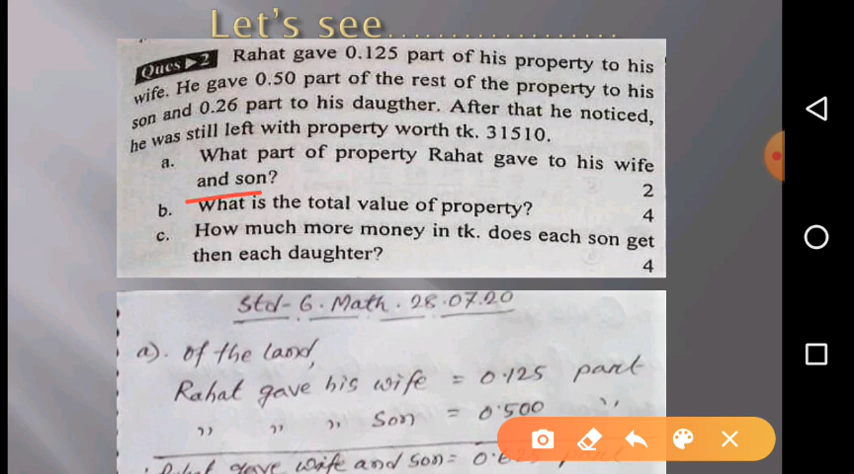 Let's see..................
Ques ▶ 2 Rahat gave 0.125 part of his property to his
wife. He gave 0.50 part of the rest of the property to his
son and 0.26 part to his daugther. After that he noticed,
he was still left with property worth tk. 31510.
a. What part of property Rahat gave to his wife
and son? 2
b. What is the total value of property? 4
c. How much more money in tk. does each son get
then each daughter? 4
Std- 6. Math. 28.07.20
a). of the land,
Rahat gave his wife = 0.125 part
,, ,, ,, Son = 0.500 ,,
Rahat gave wife and son =